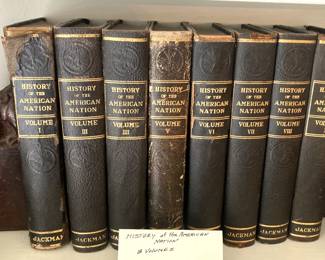 HISTORY
OF THE
AMERICAN
NATION
VOLUME
I
JACKMAN
HISTORY
OF THE
AMERICAN
NATION
VOLUME
III
JACKMAN
HISTORY
OF THE
AMERICAN
NATION
VOLUME
III
JACKMAN
HISTORY
OF THE
AMERICAN
NATION
VOLUME
V
HISTORY
OF THE
AMERICAN
NATION
VOLUME
VI
JACKMAN
HISTORY
OF THE
AMERICAN
NATION
VOLUME
VII
JACKMAN
HISTORY
OF THE
AMERICAN
NATION
VOLUME
VIII
JACKMAN
HISTORY of the AMERICAN
NATION
VOLUMES